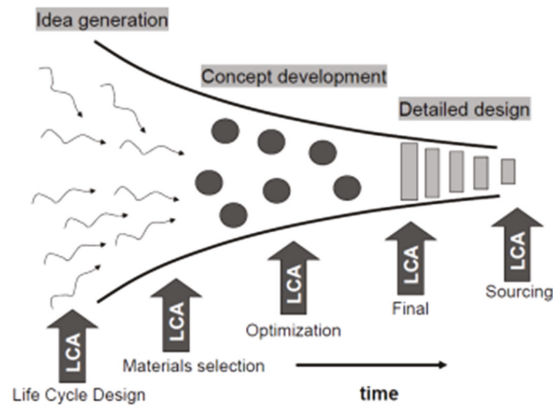 Idea generation
Concept development
Detailed design
LCA
LCA
LCA
LCA
LCA
Life Cycle Design
Materials selection
Optimization
Final
Sourcing
time